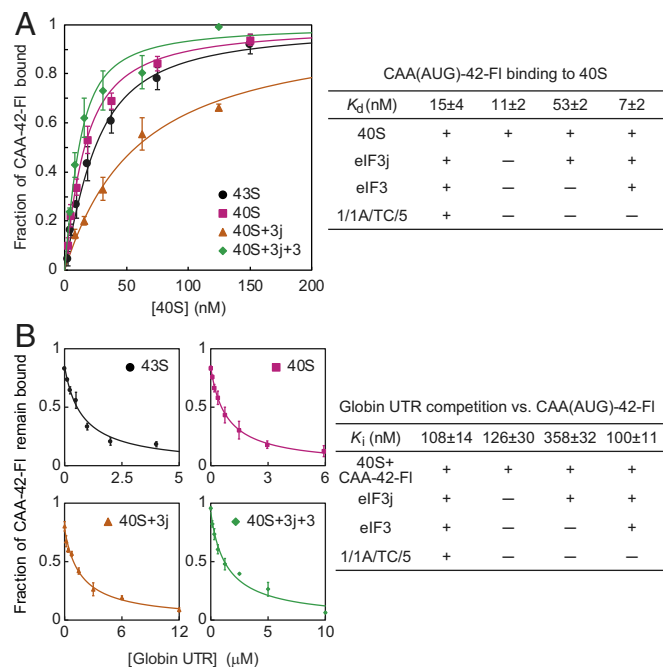 A
Fraction of CAA-42-Fl bound
1
0.8
0.6
0.4
0.2
0
0 50 100 150 200
[40S] (nM)
43S
40S
40S+3j
40S+3j+3
CAA(AUG)-42-Fl binding to 40S
Kd(nM) 15±4 11±2 53±2 7±2
40S + + + +
eIF3j + − + +
eIF3 + − − +
1/1A/TC/5 + − − −
B
Fraction of CAA-42-Fl remain bound
1
0.5
0
0 2 4 6
43S
1
0.5
0
0 2 4 6
40S
1
0.5
0
0 6 12
40S+3j
1
0.5
0
0 5 10
40S+3j+3
[Globin UTR] (μM)
Globin UTR competition vs. CAA(AUG)-42-Fl
Ki (nM) 108±14 126±30 358±32 100±11
40S+
CAA-42-Fl + + + +
eIF3j + − + +
eIF3 + − − +
1/1A/TC/5 + − − −